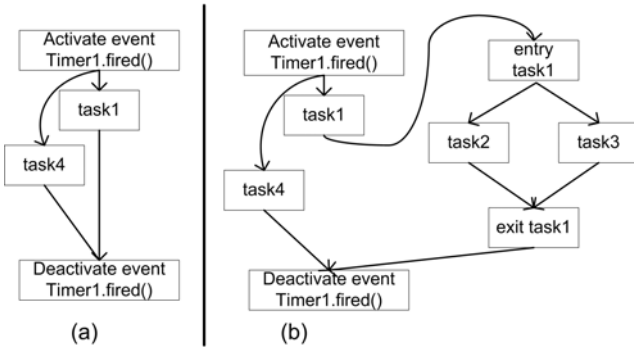 Activate event
Timer1.fired()
task1
task4
Deactivate event
Timer1.fired()
(a)
Activate event
Timer1.fired()
task1
task4
entry
task1
task2
task3
exit task1
Deactivate event
Timer1.fired()
(b)